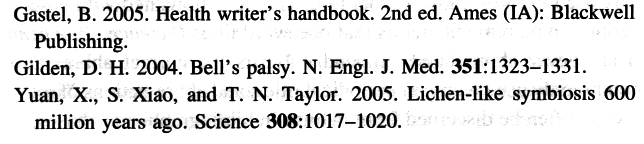 Gastel, B. 2005. Health writer's handbook. 2nd ed. Ames (IA): Blackwell
Publishing.
Gilden, D. H. 2004. Bell's palsy. N. Engl. J. Med. 351:1323–1331.
Yuan, X., S. Xiao, and T. N. Taylor. 2005. Lichen-like symbiosis 600
million years ago. Science 308:1017–1020.